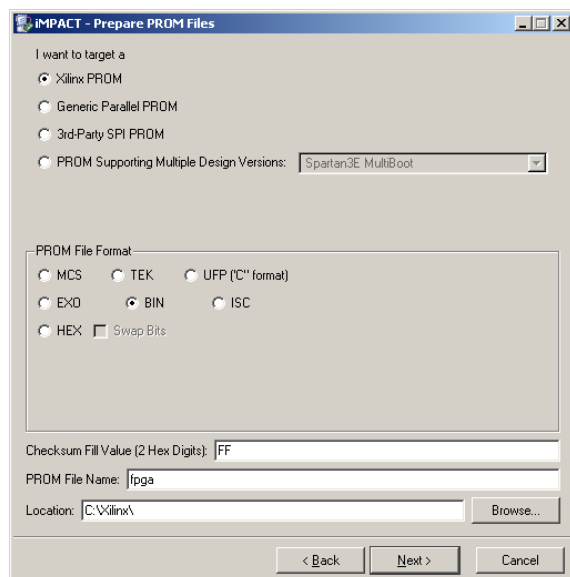 iMPACT - Prepare PROM Files
I want to target a
Xilinx PROM
Generic Parallel PROM
3rd-Party SPI PROM
PROM Supporting Multiple Design Versions: Spartan3E MultiBoot
PROM File Format
MCS TEK UFP ("C" format)
EXO BIN ISC
HEX Swap Bits
Checksum Fill Value (2 Hex Digits): FF
PROM File Name: fpga
Location: C:\Xilinx\ Browse...
< Back Next > Cancel